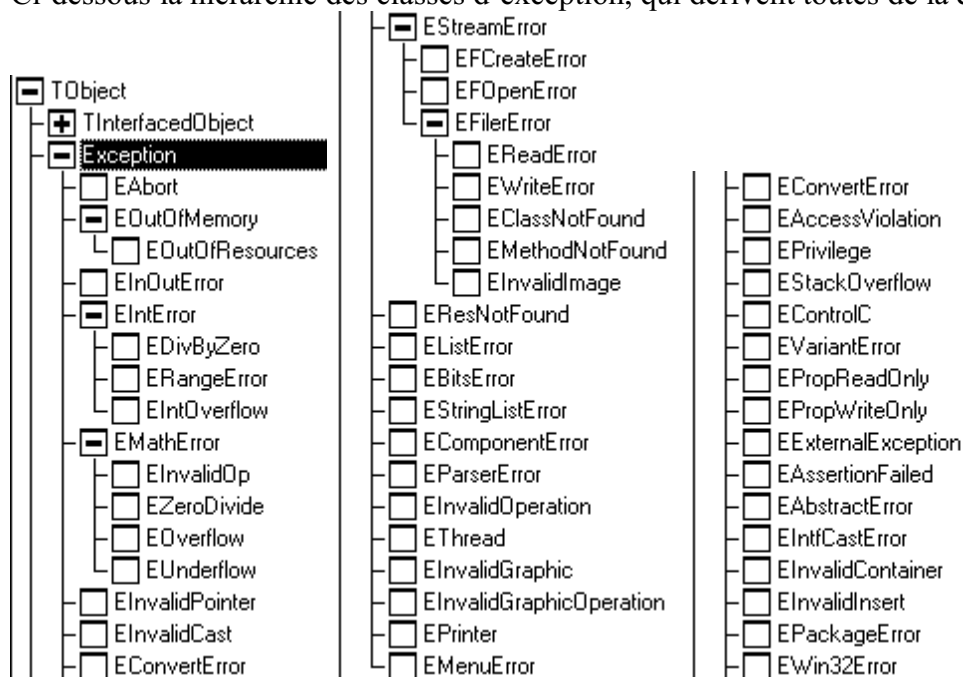 Ci-dessous la hiérarchie des classes d'exception, qui dérivent toutes de la
TObject
TInterfacedObject
Exception
EAbort
EOutOfMemory
EOutOfResources
EInOutError
EIntError
EDivByZero
ERangeError
EIntOverflow
EMathError
EInvalidOp
EZeroDivide
EOverflow
EUnderflow
EInvalidPointer
EInvalidCast
EConvertError
EStreamError
EFCreateError
EFOpenError
EFilerError
EReadError
EWriteError
EClassNotFound
EMethodNotFound
EInvalidImage
EResNotFound
EListError
EBitsError
EStringListError
EComponentError
EParserError
EInvalidOperation
EThread
EInvalidGraphic
EInvalidGraphicOperation
EPrinter
EMenuError
EConvertError
EAccessViolation
EPrivilege
EStackOverflow
EControlC
EVariantError
EPropReadOnly
EPropWriteOnly
EExternalException
EAssertionFailed
EAbstractError
EIntfCastError
EInvalidContainer
EInvalidInsert
EPackageError
EWin32Error